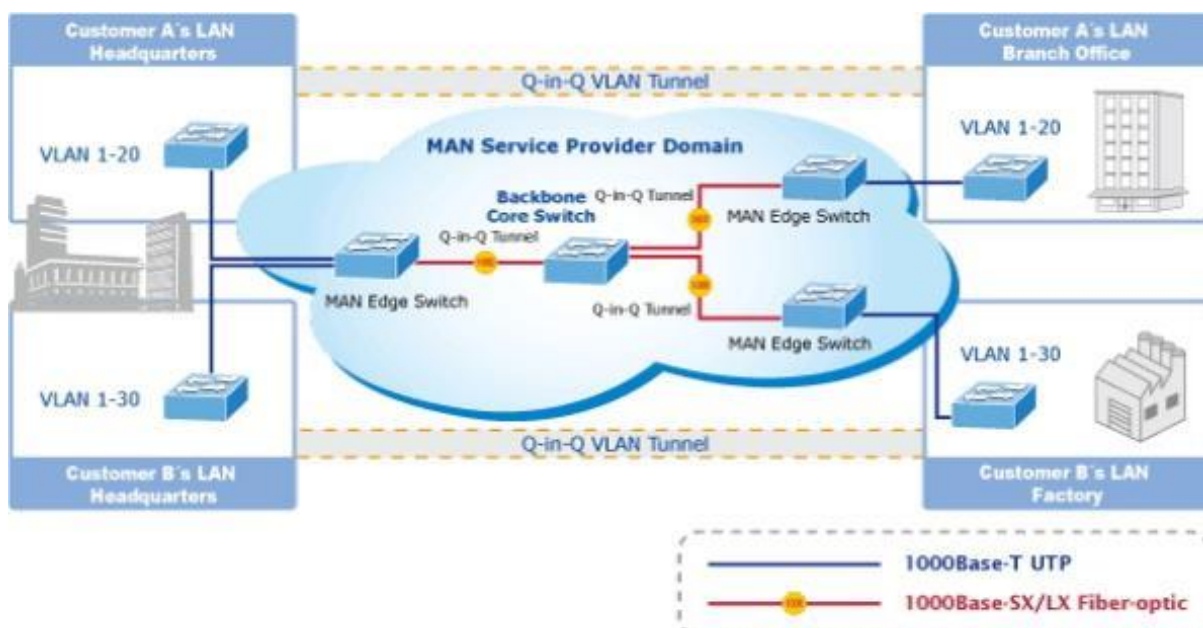 Customer A's LAN
Headquarters
Customer A's LAN
Branch Office
Q-in-Q VLAN Tunnel
VLAN 1-20
VLAN 1-20
MAN Service Provider Domain
Q-in-Q Tunnel
Backbone
Core Switch
MAN Edge Switch
Q-in-Q Tunnel
MAN Edge Switch
Q-in-Q Tunnel
MAN Edge Switch
VLAN 1-30
VLAN 1-30
Q-in-Q VLAN Tunnel
Customer B's LAN
Headquarters
Customer B's LAN
Factory
1000Base-T UTP
1000Base-SX/LX Fiber-optic